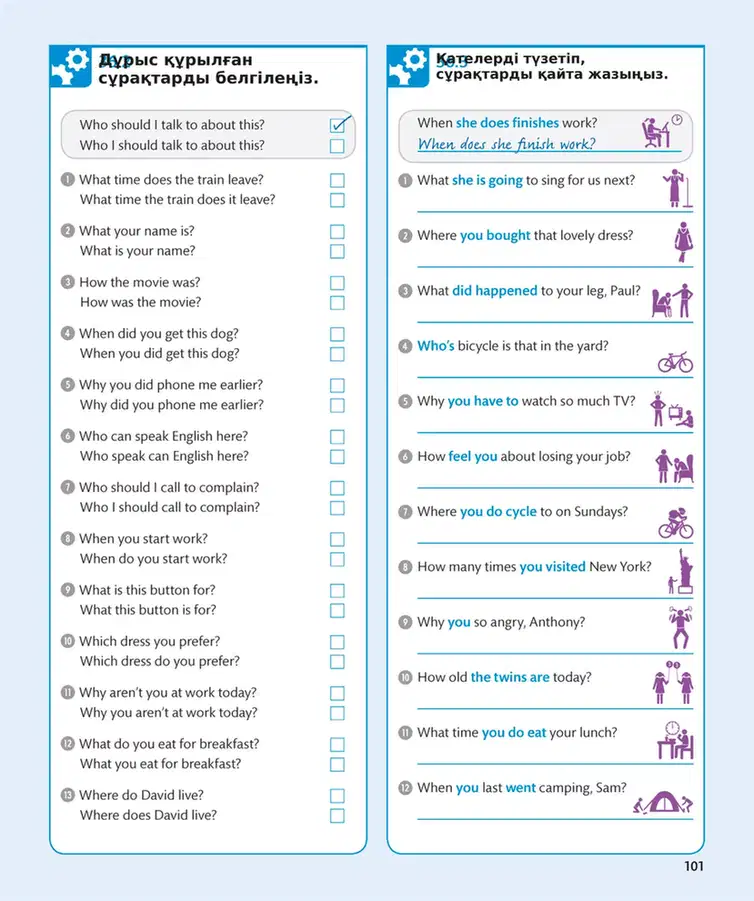 Дұрыс құрылған
сұрақтарды белгілеңіз.
Who should I talk to about this?
Who I should talk to about this?
1 What time does the train leave?
What time the train does it leave?
2 What your name is?
What is your name?
3 How the movie was?
How was the movie?
4 When did you get this dog?
When you did get this dog?
5 Why you did phone me earlier?
Why did you phone me earlier?
6 Who can speak English here?
Who speak can English here?
7 Who should I call to complain?
Who I should call to complain?
8 When you start work?
When do you start work?
9 What is this button for?
What this button is for?
10 Which dress you prefer?
Which dress do you prefer?
11 Why aren't you at work today?
Why you aren't at work today?
12 What do you eat for breakfast?
What you eat for breakfast?
13 Where do David live?
Where does David live?
Қателерді түзетіп,
сұрақтарды қайта жазыңыз.
When she does finishes work?
When does she finish work?
1 What she is going to sing for us next?
2 Where you bought that lovely dress?
3 What did happened to your leg, Paul?
4 Who's bicycle is that in the yard?
5 Why you have to watch so much TV?
6 How feel you about losing your job?
7 Where you do cycle to on Sundays?
8 How many times you visited New York?
9 Why you so angry, Anthony?
10 How old the twins are today?
11 What time you do eat your lunch?
12 When you last went camping, Sam?
101